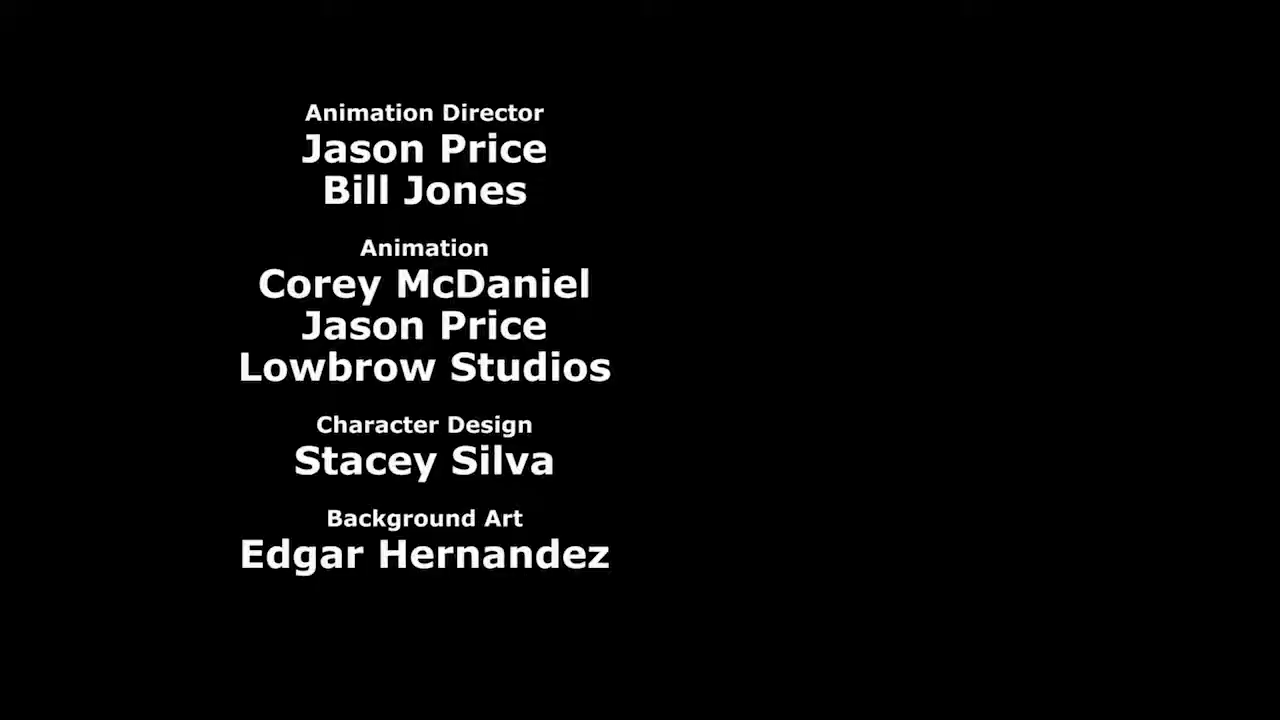 Animation Director
Jason Price
Bill Jones
Animation
Corey McDaniel
Jason Price
Lowbrow Studios
Character Design
Stacey Silva
Background Art
Edgar Hernandez